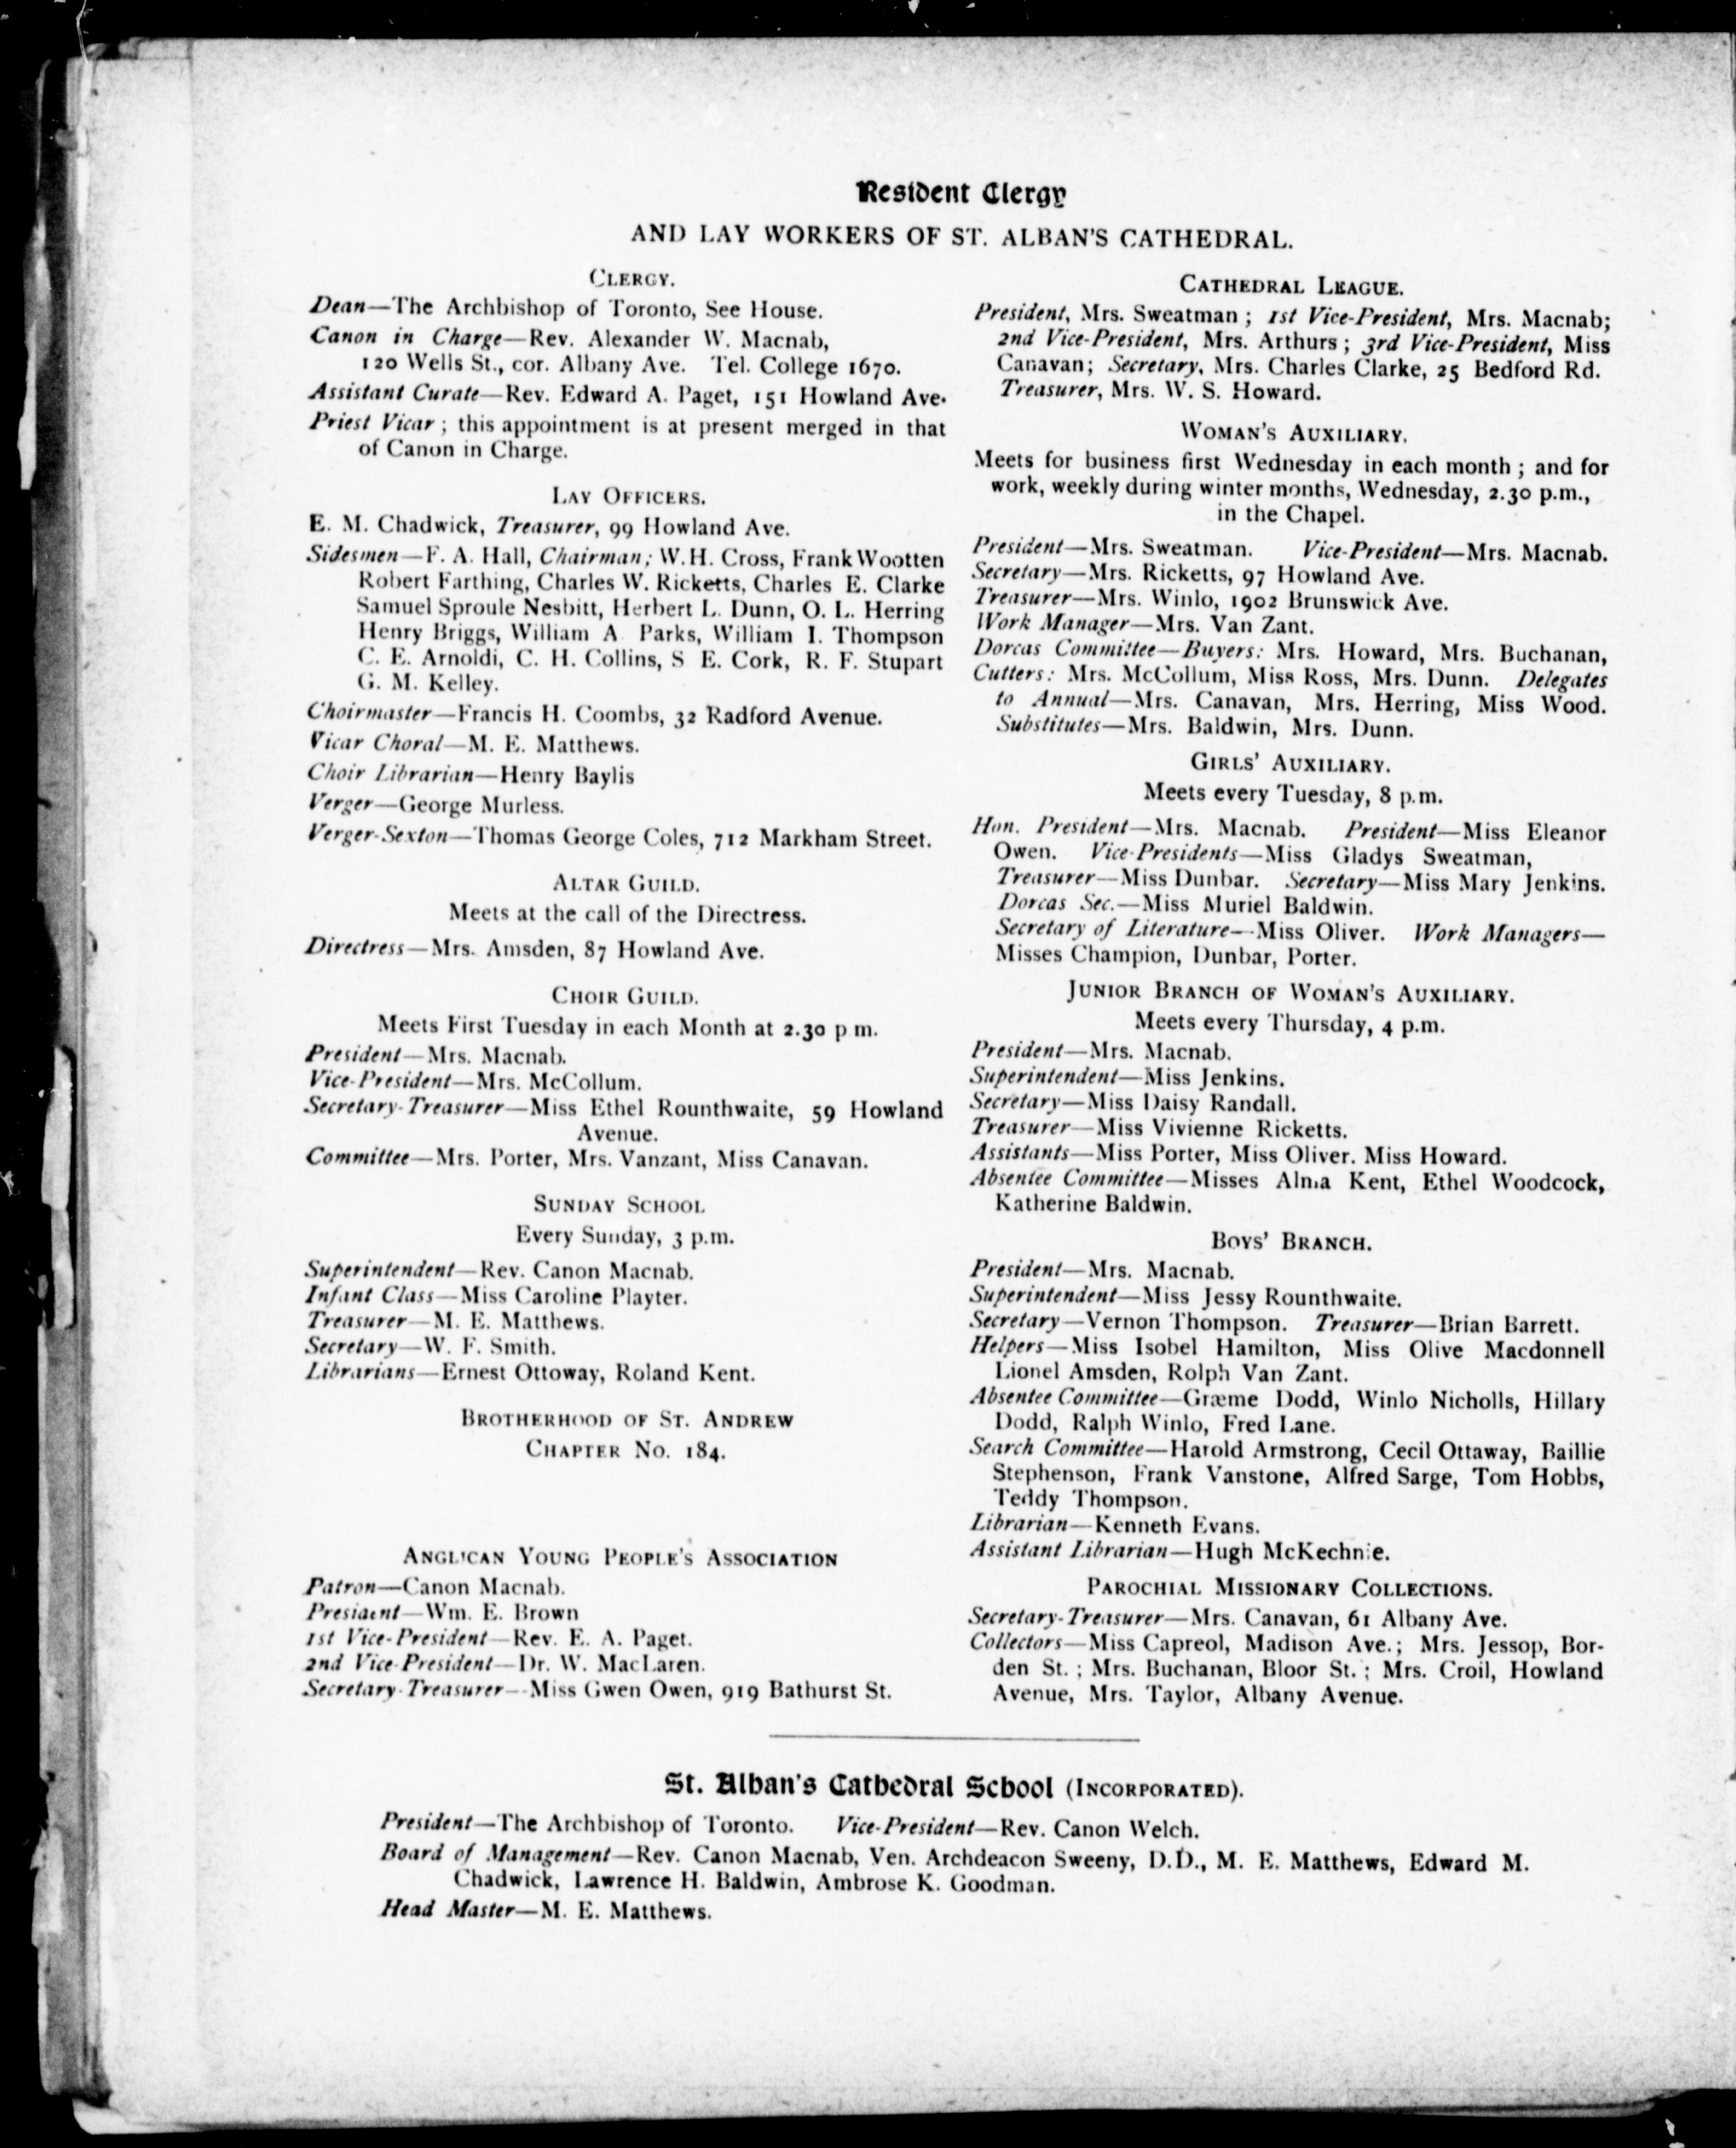 Resident Clergy
AND LAY WORKERS OF ST. ALBAN'S CATHEDRAL.
CLERGY.
Dean—The Archbishop of Toronto, See House.
Canon in Charge—Rev. Alexander W. Macnab,
120 Wells St., cor. Albany Ave. Tel. College 1670.
Assistant Curate—Rev. Edward A. Paget, 151 Howland Ave.
Priest Vicar; this appointment is at present merged in that
of Canon in Charge.
LAY OFFICERS.
E. M. Chadwick, Treasurer, 99 Howland Ave.
Sidesmen—F. A. Hall, Chairman; W.H. Cross, Frank Wootten
Robert Farthing, Charles W. Ricketts, Charles E. Clarke
Samuel Sproule Nesbitt, Herbert L. Dunn, O. L. Herring
Henry Briggs, William A Parks, William I. Thompson
C. E. Arnoldi, C. H. Collins, S E. Cork, R. F. Stupart
G. M. Kelley.
Choirmaster—Francis H. Coombs, 32 Radford Avenue.
Vicar Choral—M. E. Matthews.
Choir Librarian—Henry Baylis
Verger—George Murless.
Verger-Sexton—Thomas George Coles, 712 Markham Street.
ALTAR GUILD.
Meets at the call of the Directress.
Directress—Mrs. Amsden, 87 Howland Ave.
CHOIR GUILD.
Meets First Tuesday in each Month at 2.30 p m.
President—Mrs. Macnab.
Vice-President—Mrs. McCollum.
Secretary-Treasurer—Miss Ethel Rounthwaite, 59 Howland
Avenue.
Committee—Mrs. Porter, Mrs. Vanzant, Miss Canavan.
SUNDAY SCHOOL
Every Sunday, 3 p.m.
Superintendent—Rev. Canon Macnab.
Infant Class—Miss Caroline Playter.
Treasurer—M. E. Matthews.
Secretary—W. F. Smith.
Librarians—Ernest Ottoway, Roland Kent.
BROTHERHOOD OF ST. ANDREW
CHAPTER NO. 184.
ANGLICAN YOUNG PEOPLE'S ASSOCIATION
Patron—Canon Macnab.
President—Wm. E. Brown
1st Vice-President—Rev. E. A. Paget.
2nd Vice-President—Dr. W. MacLaren.
Secretary-Treasurer—Miss Gwen Owen, 919 Bathurst St.
CATHEDRAL LEAGUE.
President, Mrs. Sweatman; 1st Vice-President, Mrs. Macnab;
2nd Vice-President, Mrs. Arthurs; 3rd Vice-President, Miss
Canavan; Secretary, Mrs. Charles Clarke, 25 Bedford Rd.
Treasurer, Mrs. W. S. Howard.
WOMAN'S AUXILIARY.
Meets for business first Wednesday in each month; and for
work, weekly during winter months, Wednesday, 2.30 p.m.,
in the Chapel.
President—Mrs. Sweatman. Vice-President—Mrs. Macnab.
Secretary—Mrs. Ricketts, 97 Howland Ave.
Treasurer—Mrs. Winlo, 1902 Brunswick Ave.
Work Manager—Mrs. Van Zant.
Dorcas Committee—Buyers: Mrs. Howard, Mrs. Buchanan,
Cutters: Mrs. McCollum, Miss Ross, Mrs. Dunn. Delegates
to Annual—Mrs. Canavan, Mrs. Herring, Miss Wood.
Substitutes—Mrs. Baldwin, Mrs. Dunn.
GIRLS' AUXILIARY.
Meets every Tuesday, 8 p.m.
Hon. President—Mrs. Macnab. President—Miss Eleanor
Owen. Vice-Presidents—Miss Gladys Sweatman,
Treasurer—Miss Dunbar. Secretary—Miss Mary Jenkins.
Dorcas Sec.—Miss Muriel Baldwin.
Secretary of Literature—Miss Oliver. Work Managers—
Misses Champion, Dunbar, Porter.
JUNIOR BRANCH OF WOMAN'S AUXILIARY.
Meets every Thursday, 4 p.m.
President—Mrs. Macnab.
Superintendent—Miss Jenkins.
Secretary—Miss Daisy Randall.
Treasurer—Miss Vivienne Ricketts.
Assistants—Miss Porter, Miss Oliver. Miss Howard.
Absentee Committee—Misses Alma Kent, Ethel Woodcock,
Katherine Baldwin.
BOYS' BRANCH.
President—Mrs. Macnab.
Superintendent—Miss Jessy Rounthwaite.
Secretary—Vernon Thompson. Treasurer—Brian Barrett.
Helpers—Miss Isobel Hamilton, Miss Olive Macdonnell
Lionel Amsden, Rolph Van Zant.
Absentee Committee—Græme Dodd, Winlo Nicholls, Hillary
Dodd, Ralph Winlo, Fred Lane.
Search Committee—Harold Armstrong, Cecil Ottaway, Baillie
Stephenson, Frank Vanstone, Alfred Sarge, Tom Hobbs,
Teddy Thompson.
Librarian—Kenneth Evans.
Assistant Librarian—Hugh McKechnie.
PAROCHIAL MISSIONARY COLLECTIONS.
Secretary-Treasurer—Mrs. Canavan, 61 Albany Ave.
Collectors—Miss Capreol, Madison Ave.; Mrs. Jessop, Bor-
den St.; Mrs. Buchanan, Bloor St.; Mrs. Croil, Howland
Avenue, Mrs. Taylor, Albany Avenue.
St. Alban's Cathedral School (INCORPORATED).
President—The Archbishop of Toronto. Vice-President—Rev. Canon Welch.
Board of Management—Rev. Canon Macnab, Ven. Archdeacon Sweeny, D.D., M. E. Matthews, Edward M.
Chadwick, Lawrence H. Baldwin, Ambrose K. Goodman.
Head Master—M. E. Matthews.